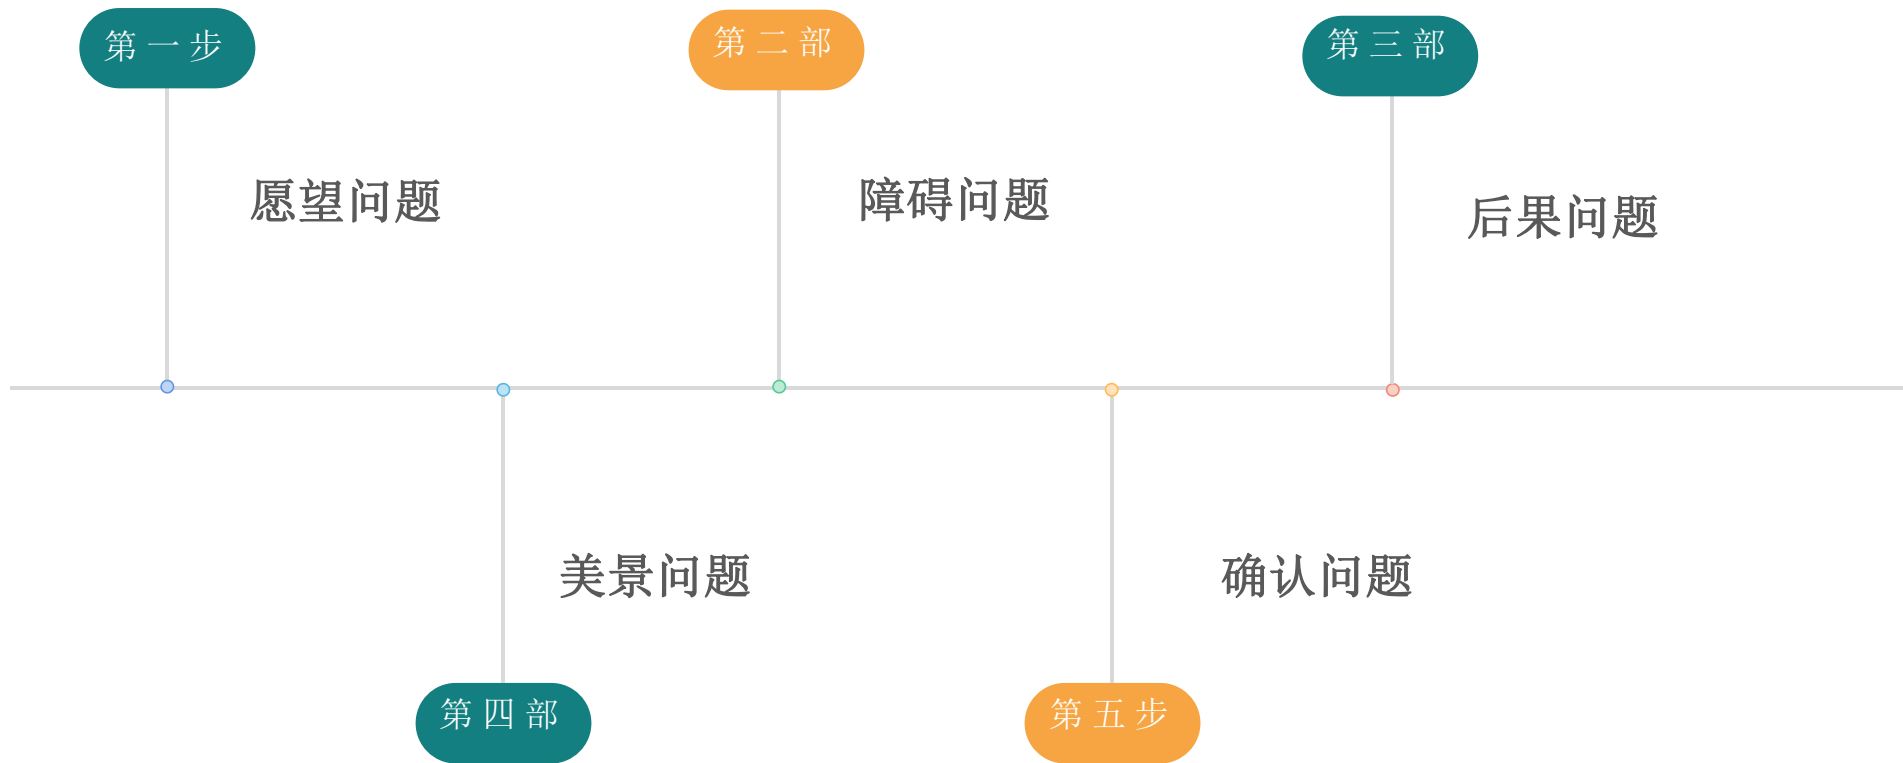 第一步
第二部
第三部
愿望问题
障碍问题
后果问题
美景问题
确认问题
第四部
第五步